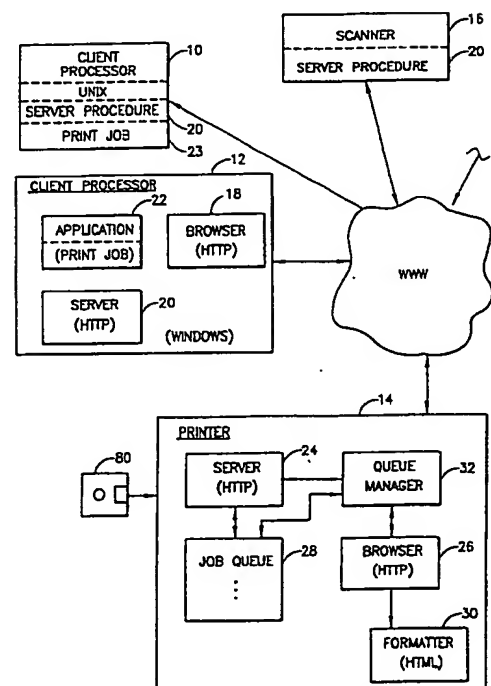 10
CLIENT
PROCESSOR
UNIX
SERVER PROCEDURE
20
PRINT JOB
23
16
SCANNER
SERVER PROCEDURE
20
12
CLIENT PROCESSOR
22
APPLICATION
(PRINT JOB)
18
BROWSER
(HTTP)
20
SERVER
(HTTP)
(WINDOWS)
WWW
14
PRINTER
80
24
SERVER
(HTTP)
32
QUEUE
MANAGER
28
JOB QUEUE
⋮
26
BROWSER
(HTTP)
30
FORMATTER
(HTML)